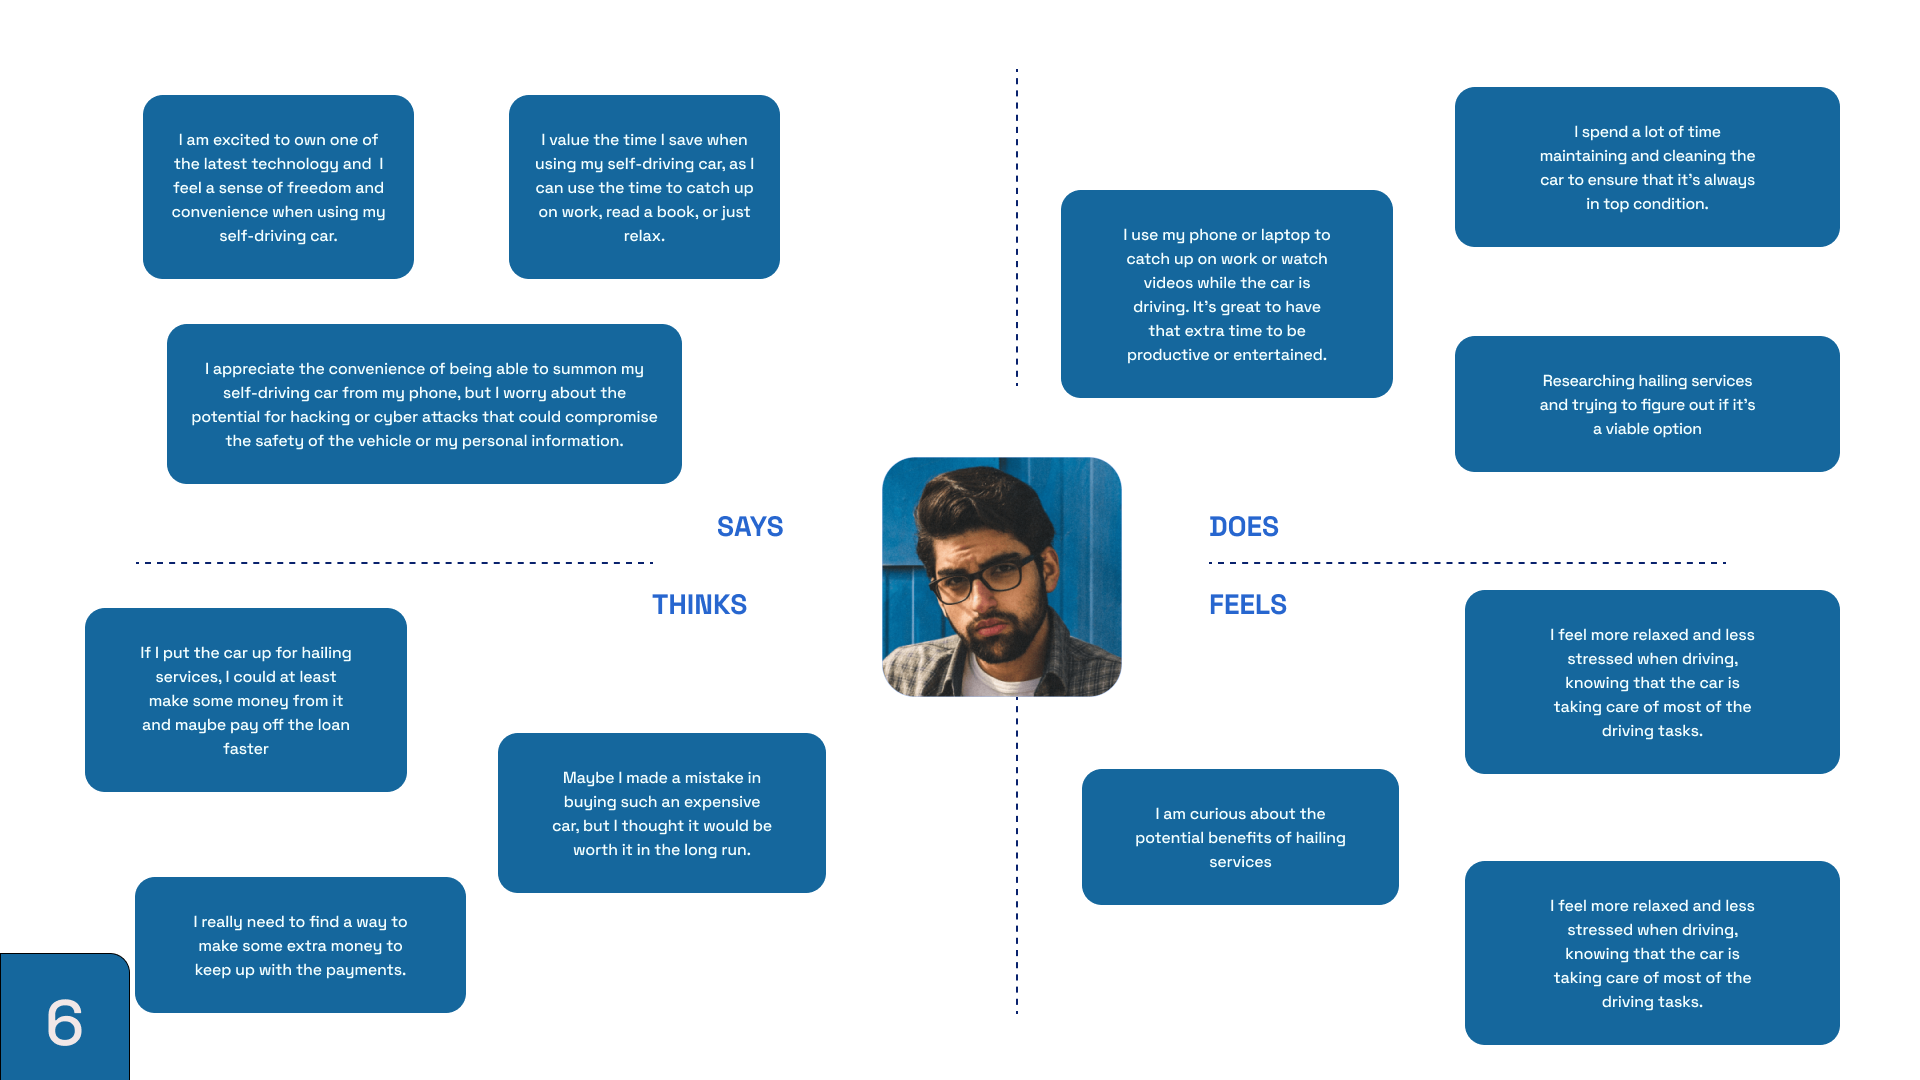 I am excited to own one of
the latest technology and  I
feel a sense of freedom and
convenience when using my
self-driving car.
I value the time I save when
using my self-driving car, as I
can use the time to catch up
on work, read a book, or just
relax.
I appreciate the convenience of being able to summon my
self-driving car from my phone, but I worry about the
potential for hacking or cyber attacks that could compromise
the safety of the vehicle or my personal information.
SAYS
I use my phone or laptop to
catch up on work or watch
videos while the car is
driving. It's great to have
that extra time to be
productive or entertained.
I spend a lot of time
maintaining and cleaning the
car to ensure that it's always
in top condition.
Researching hailing services
and trying to figure out if it's
a viable option
DOES
THINKS
If I put the car up for hailing
services, I could at least
make some money from it
and maybe pay off the loan
faster
Maybe I made a mistake in
buying such an expensive
car, but I thought it would be
worth it in the long run.
I really need to find a way to
make some extra money to
keep up with the payments.
FEELS
I feel more relaxed and less
stressed when driving,
knowing that the car is
taking care of most of the
driving tasks.
I am curious about the
potential benefits of hailing
services
I feel more relaxed and less
stressed when driving,
knowing that the car is
taking care of most of the
driving tasks.
6